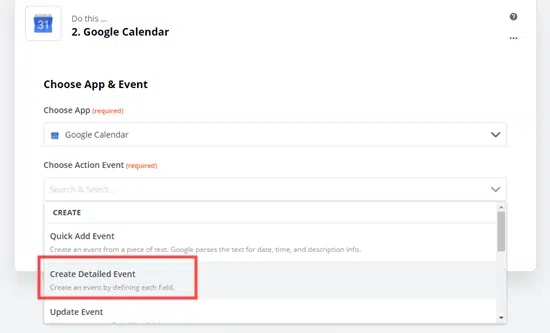 Do this ...
2. Google Calendar
31
Choose App & Event
Choose App (required)
Google Calendar
Choose Action Event (required)
Search & Select...
CREATE
Quick Add Event
Create an event from a piece of text. Google parses the text for date, time, and description info.
Create Detailed Event
Create an event by defining each field.
Update Event